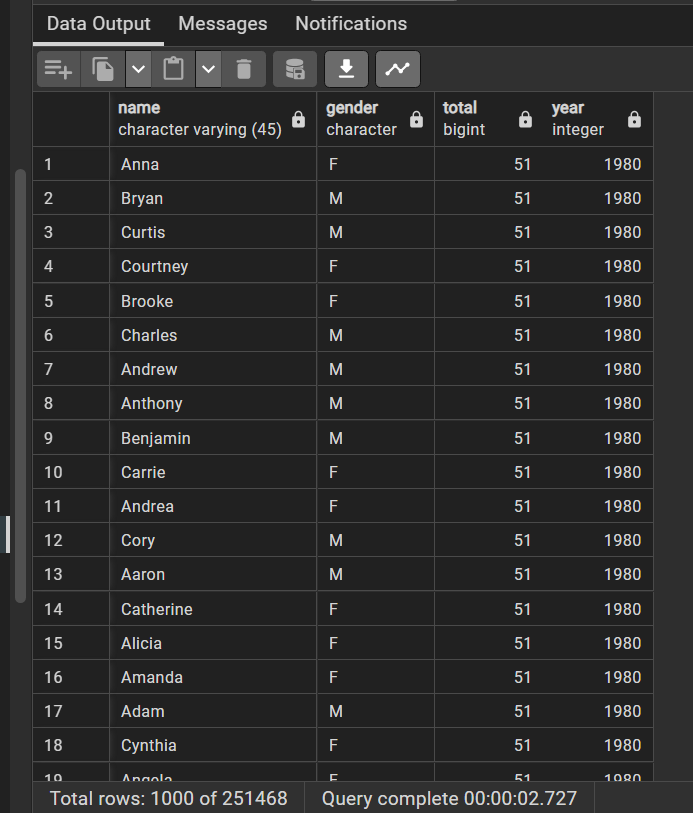 Data Output Messages Notifications
name gender total year
character varying (45) character bigint integer
1 Anna F 51 1980
2 Bryan M 51 1980
3 Curtis M 51 1980
4 Courtney F 51 1980
5 Brooke F 51 1980
6 Charles M 51 1980
7 Andrew M 51 1980
8 Anthony M 51 1980
9 Benjamin M 51 1980
10 Carrie F 51 1980
11 Andrea F 51 1980
12 Cory M 51 1980
13 Aaron M 51 1980
14 Catherine F 51 1980
15 Alicia F 51 1980
16 Amanda F 51 1980
17 Adam M 51 1980
18 Cynthia F 51 1980
19 Angela F 51 1980
Total rows: 1000 of 251468 Query complete 00:00:02.727